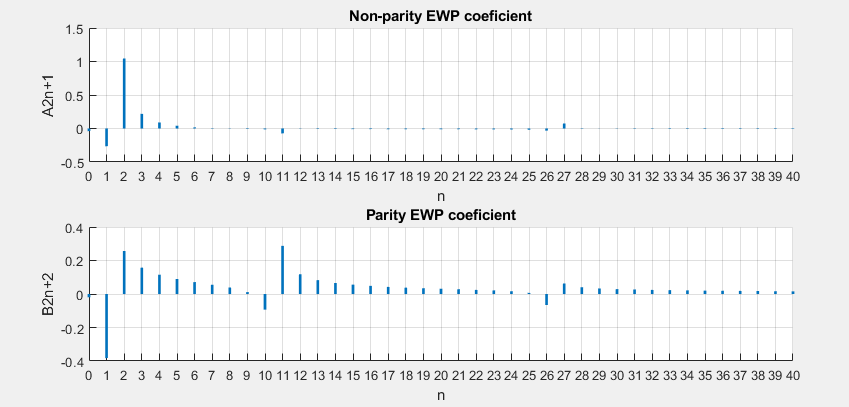 Non-parity EWP coeficient
1.5
1
0.5
0
-0.5
A2n+1
0 1 2 3 4 5 6 7 8 9 10 11 12 13 14 15 16 17 18 19 20 21 22 23 24 25 26 27 28 29 30 31 32 33 34 35 36 37 38 39 40
n
Parity EWP coeficient
0.4
0.2
0
-0.2
-0.4
B2n+2
0 1 2 3 4 5 6 7 8 9 10 11 12 13 14 15 16 17 18 19 20 21 22 23 24 25 26 27 28 29 30 31 32 33 34 35 36 37 38 39 40
n